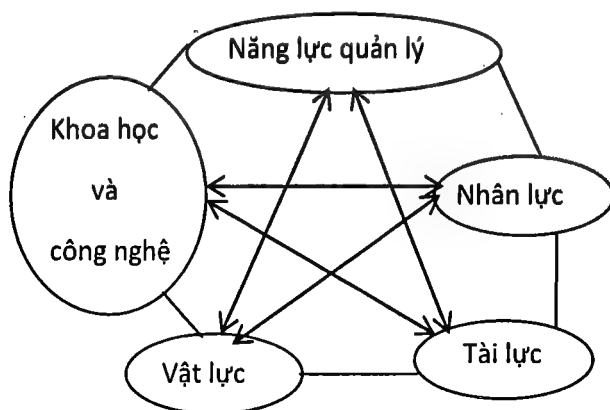 Năng lực quản lý
Khoa học
và
công nghệ
Nhân lực
Vật lực
Tài lực